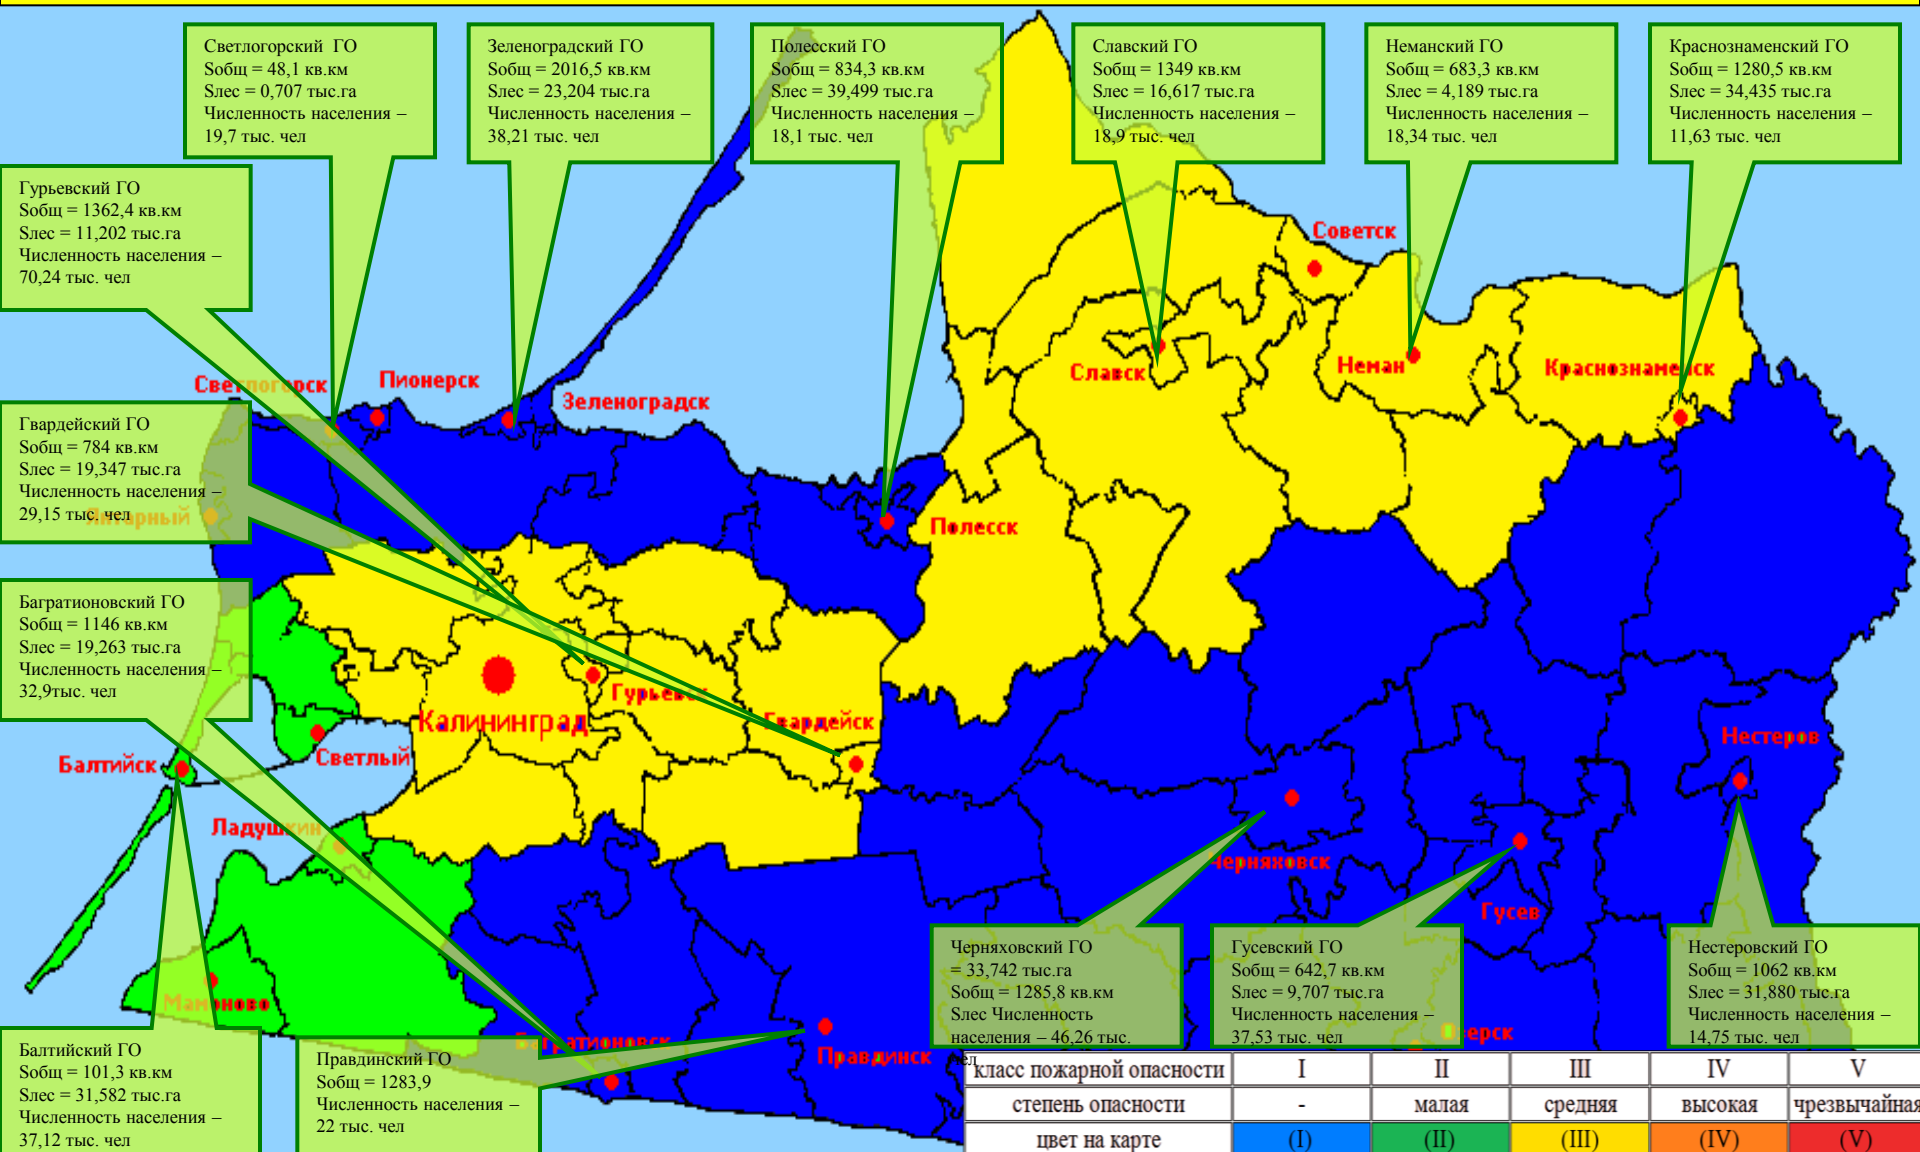 Светлогорский ГО
Sобщ = 48,1 кв.км
Sлес = 0,707 тыс.га
Численность населения –
19,7 тыс. чел
Зеленоградский ГО
Sобщ = 2016,5 кв.км
Sлес = 23,204 тыс.га
Численность населения –
38,21 тыс. чел
Полесский ГО
Sобщ = 834,3 кв.км
Sлес = 39,499 тыс.га
Численность населения –
18,1 тыс. чел
Славский ГО
Sобщ = 1349 кв.км
Sлес = 16,617 тыс.га
Численность населения –
18,9 тыс. чел
Неманский ГО
Sобщ = 683,3 кв.км
Sлес = 4,189 тыс.га
Численность населения –
18,34 тыс. чел
Краснознаменский ГО
Sобщ = 1280,5 кв.км
Sлес = 34,435 тыс.га
Численность населения –
11,63 тыс. чел
Гурьевский ГО
Sобщ = 1362,4 кв.км
Sлес = 11,202 тыс.га
Численность населения –
70,24 тыс. чел
Советск
Светлогорск
Пионерск
Зеленоградск
Славск
Неман
Краснознаменск
Гвардейский ГО
Sобщ = 784 кв.км
Sлес = 19,347 тыс.га
Численность населения –
29,15 тыс. чел
Янтарный
Полесск
Багратионовский ГО
Sобщ = 1146 кв.км
Sлес = 19,263 тыс.га
Численность населения –
32,9тыс. чел
Гурьевск
Калининград
Гвардейск
Нестеров
Балтийск
Светлый
Ладушкин
Черняховск
Гусев
Мамоново
Багратионовск
Правдинск
Озерск
Черняховский ГО
= 33,742 тыс.га
Sобщ = 1285,8 кв.км
Sлес Численность
населения – 46,26 тыс.
чел
Гусевский ГО
Sобщ = 642,7 кв.км
Sлес = 9,707 тыс.га
Численность населения –
37,53 тыс. чел
Нестеровский ГО
Sобщ = 1062 кв.км
Sлес = 31,880 тыс.га
Численность населения –
14,75 тыс. чел
Балтийский ГО
Sобщ = 101,3 кв.км
Sлес = 31,582 тыс.га
Численность населения –
37,12 тыс. чел
Правдинский ГО
Sобщ = 1283,9
Численность населения –
22 тыс. чел
класс пожарной опасности I II III IV V
степень опасности - малая средняя высокая чрезвычайная
цвет на карте (I) (II) (III) (IV) (V)